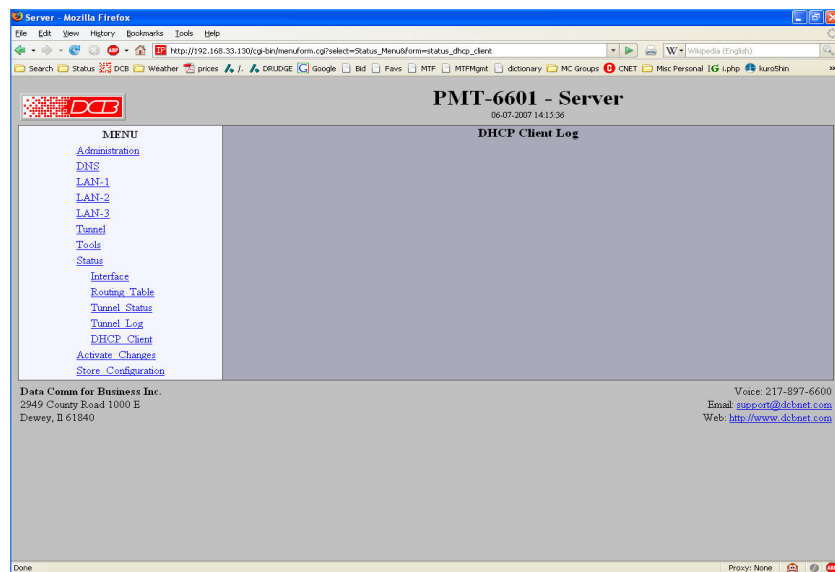 Server - Mozilla Firefox
File Edit View History Bookmarks Tools Help
http://192.168.33.130/cgi-bin/menuform.cgi?select=Status_Menu&form=status_dhcp_client
Wikipedia (English)
Search Status DCB Weather prices /. DRUDGE Google Bid Favs MTF MTFMgmt dictionary MC Groups CNET Misc Personal i.php kuro5hin »
DCB
PMT-6601 - Server
06-07-2007 14:15:36
MENU
Administration
DNS
LAN-1
LAN-2
LAN-3
Tunnel
Tools
Status
Interface
Routing Table
Tunnel Status
Tunnel Log
DHCP Client
Activate Changes
Store Configuration
DHCP Client Log
Data Comm for Business Inc.
2949 County Road 1000 E
Dewey, Il 61840
Voice: 217-897-6600
Email: support@dcbnet.com
Web: http://www.dcbnet.com
Done
Proxy: None